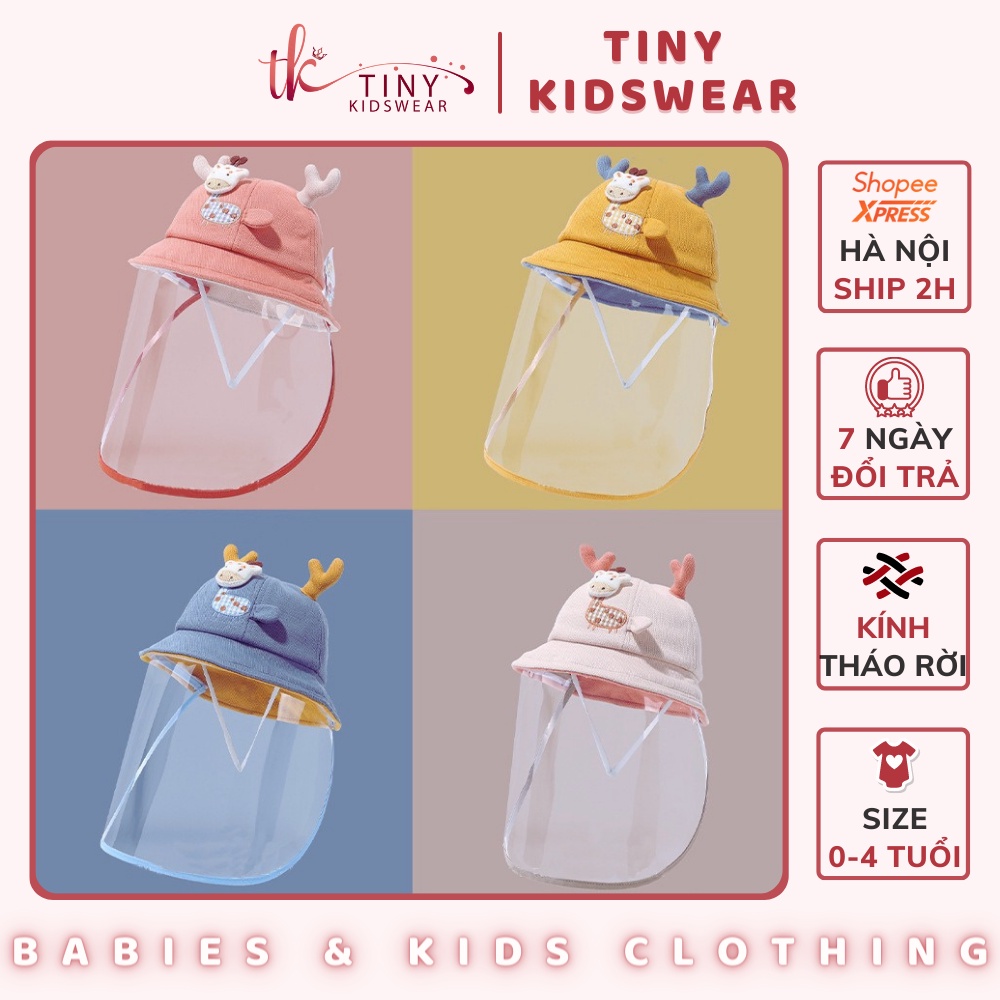 tk TINY
KIDSWEAR
TINY
KIDSWEAR
Shopee
XPRESS
HÀ NỘI
SHIP 2H
7 NGÀY
ĐỔI TRẢ
KÍNH
THÁO RỜI
SIZE
0-4 TUỔI
BABIES & KIDS CLOTHING